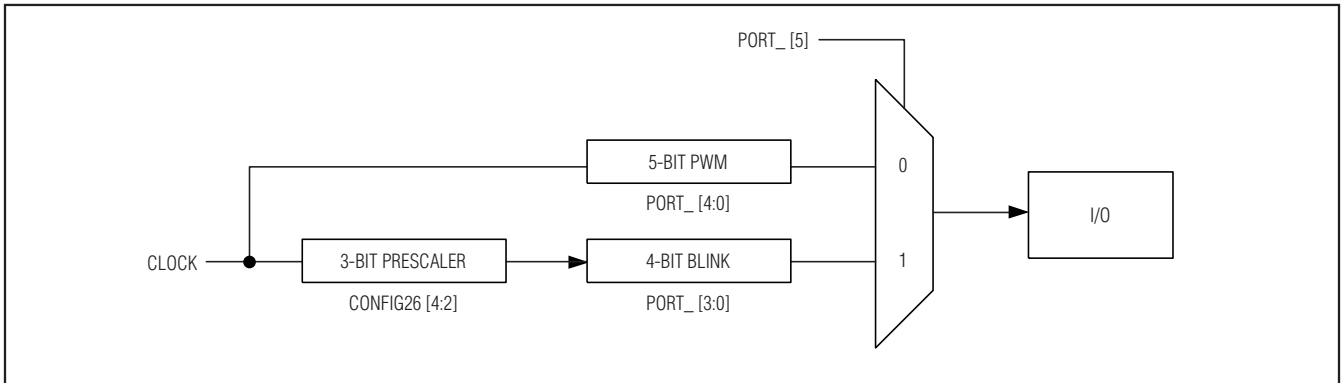 PORT_ [5]
5-BIT PWM
0
PORT_ [4:0]
I/O
CLOCK
3-BIT PRESCALER
4-BIT BLINK
1
CONFIG26 [4:2]
PORT_ [3:0]